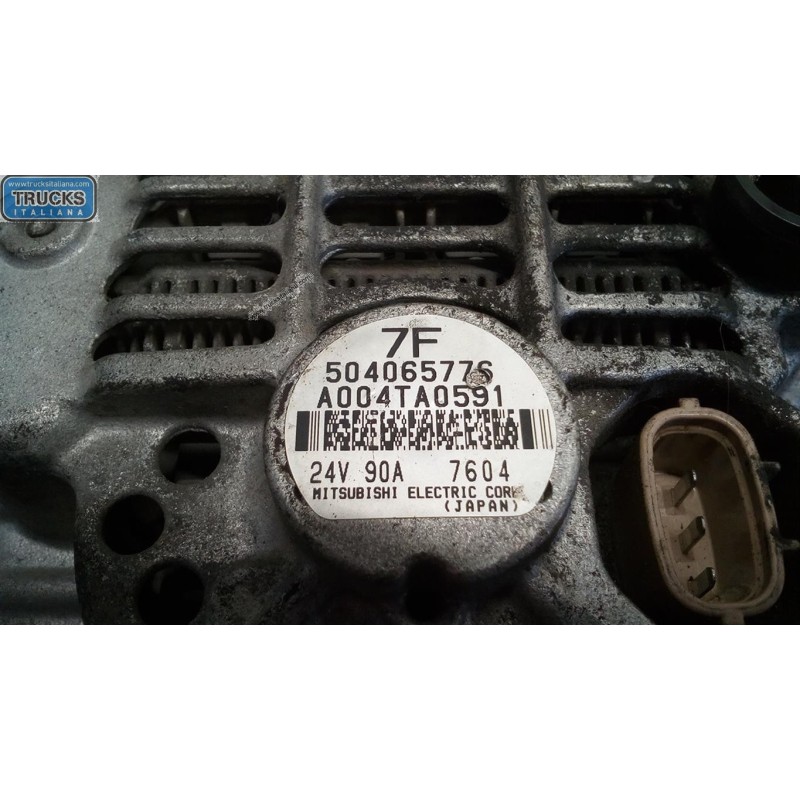 www.trucksitaliana.com
TRUCKS
ITALIANA
7F
504065776
A004TA0591
24V 90A 7604
MITSUBISHI ELECTRIC CORP
(JAPAN)